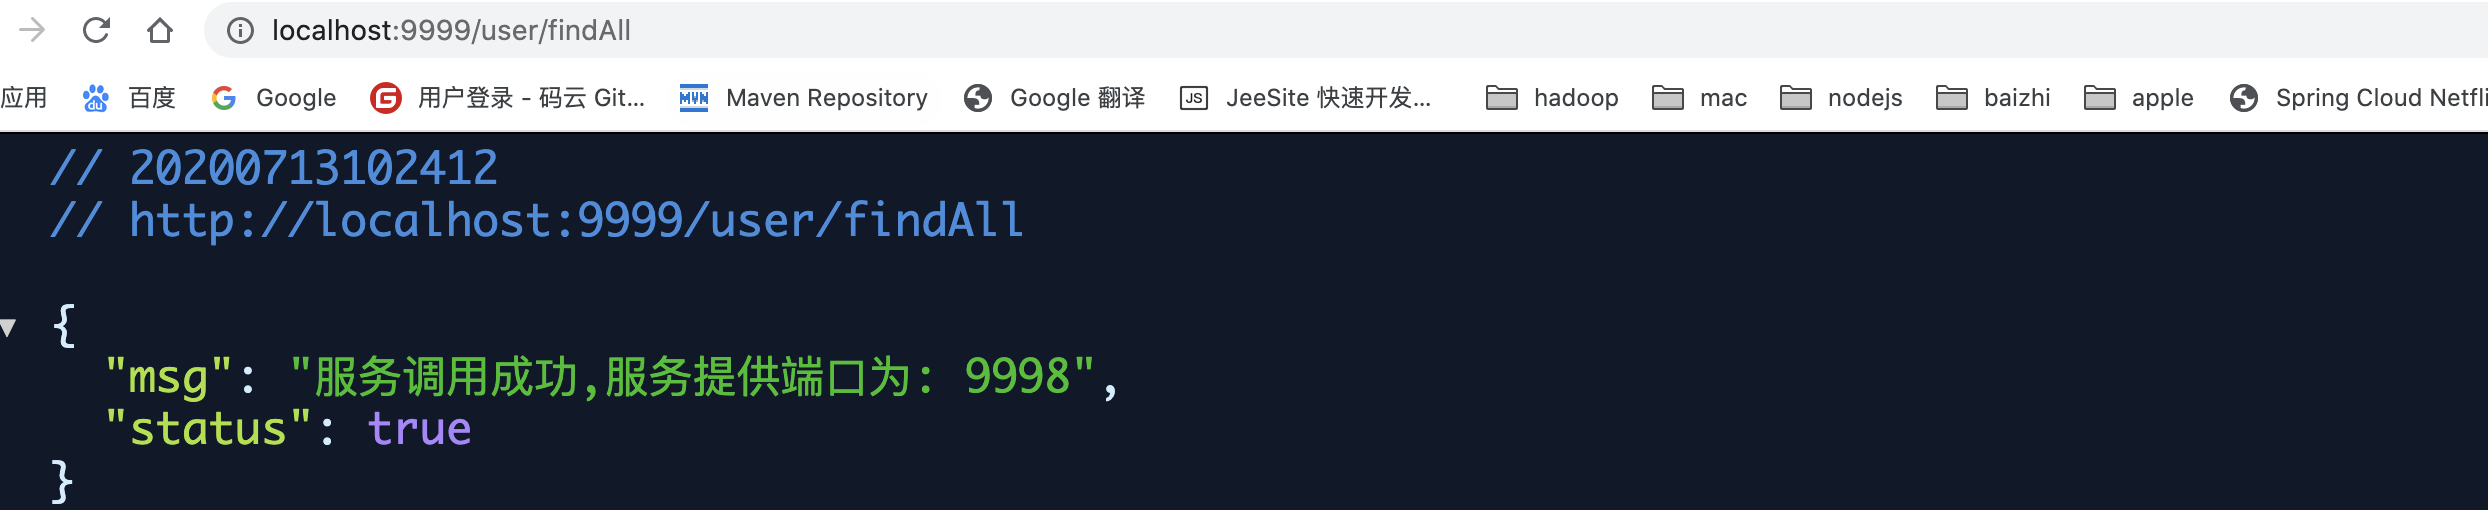 localhost:9999/user/findAll
应用 百度 Google 用户登录 - 码云 Git... Maven Repository Google 翻译 JeeSite 快速开发... hadoop mac nodejs baizhi apple Spring Cloud Netfli
// 20200713102412
// http://localhost:9999/user/findAll
{
"msg": "服务调用成功,服务提供端口为: 9998",
"status": true
}